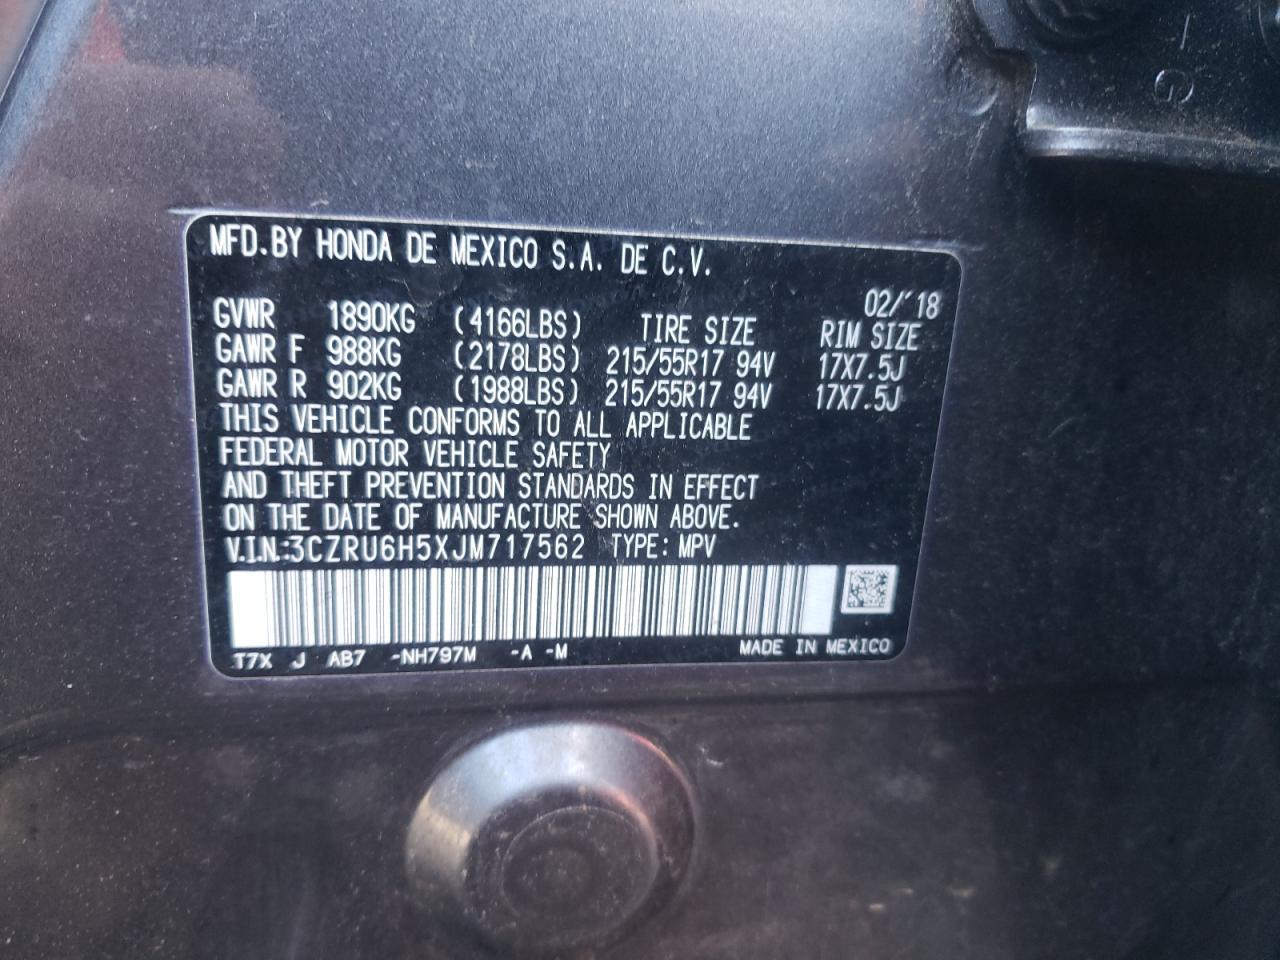 G
MFD.BY HONDA DE MEXICO S.A. DE C.V.
02/'18
GVWR 1890KG (4166LBS) TIRE SIZE RIM SIZE
GAWR F 988KG (2178LBS) 215/55R17 94V 17X7.5J
GAWR R 902KG (1988LBS) 215/55R17 94V 17X7.5J
THIS VEHICLE CONFORMS TO ALL APPLICABLE
FEDERAL MOTOR VEHICLE SAFETY
AND THEFT PREVENTION STANDARDS IN EFFECT
ON THE DATE OF MANUFACTURE SHOWN ABOVE.
V.I.N.:3CZRU6H5XJM717562 TYPE: MPV
T7X J AB7 -NH797M -A -M MADE IN MEXICO